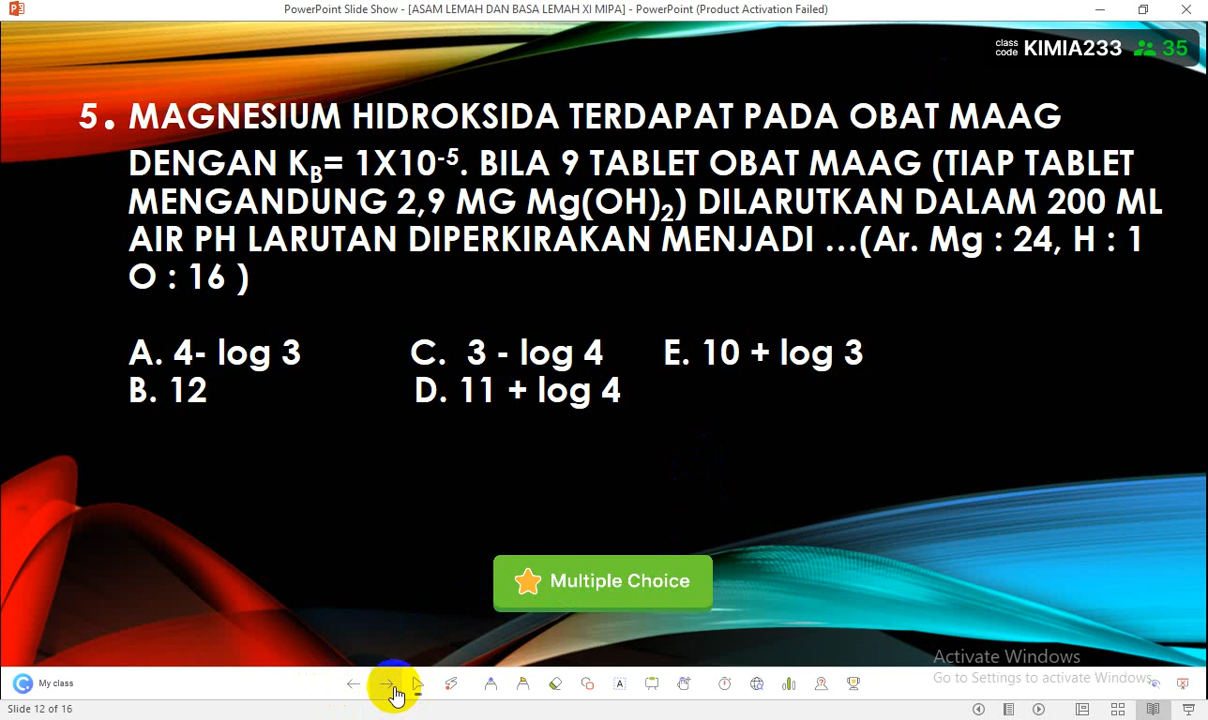 PowerPoint Slide Show - [ASAM LEMAH DAN BASA LEMAH XI MIPA] - PowerPoint (Product Activation Failed)
class code KIMIA233 35
5. MAGNESIUM HIDROKSIDA TERDAPAT PADA OBAT MAAG
DENGAN KB= 1X10-5. BILA 9 TABLET OBAT MAAG (TIAP TABLET
MENGANDUNG 2,9 MG Mg(OH)2) DILARUTKAN DALAM 200 ML
AIR PH LARUTAN DIPERKIRAKAN MENJADI ...(Ar. Mg : 24, H : 1
O : 16 )
A. 4- log 3 C. 3 - log 4 E. 10 + log 3
B. 12 D. 11 + log 4
Multiple Choice
Activate Windows
Go to Settings to activate Windows.
My class
Slide 12 of 16